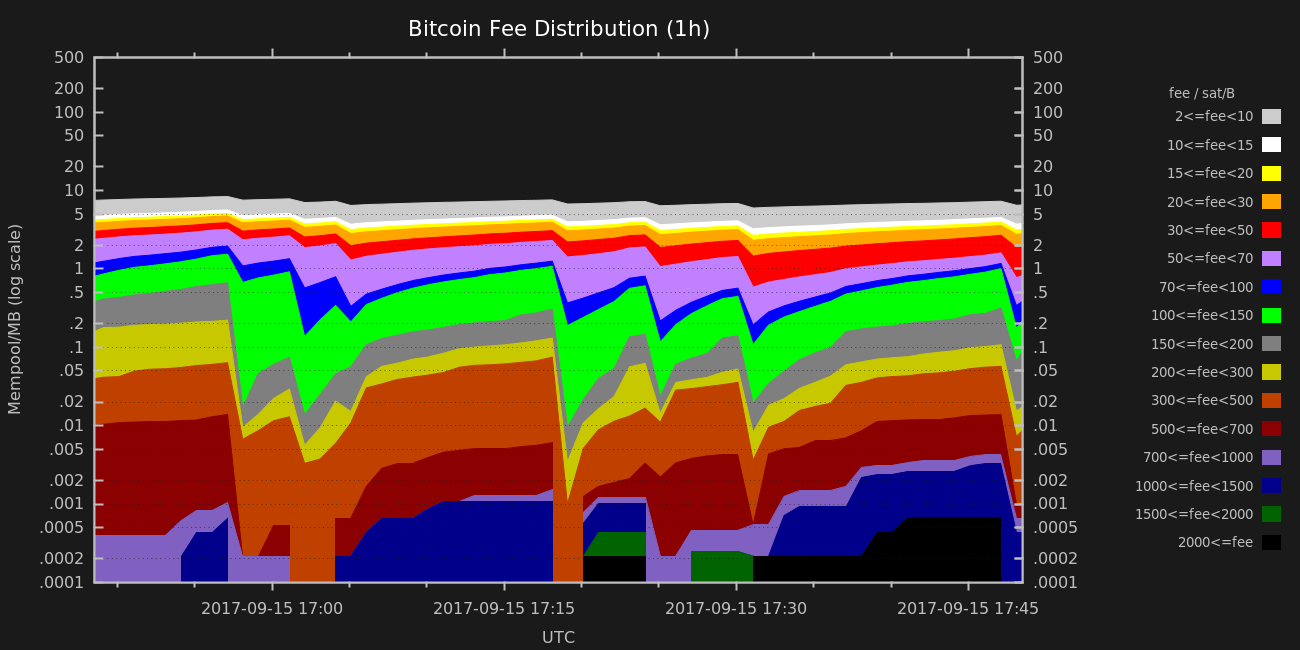 Bitcoin Fee Distribution (1h)
500
200
100
50
20
10
5
2
1
.5
.2
.1
.05
.02
.01
.005
.002
.001
.0005
.0002
.0001
Mempool/MB (log scale)
500
200
100
50
20
10
5
2
1
.5
.2
.1
.05
.02
.01
.005
.002
.001
.0005
.0002
.0001
2017-09-15 17:00 2017-09-15 17:15 2017-09-15 17:30 2017-09-15 17:45
UTC
fee / sat/B
2<=fee<10
10<=fee<15
15<=fee<20
20<=fee<30
30<=fee<50
50<=fee<70
70<=fee<100
100<=fee<150
150<=fee<200
200<=fee<300
300<=fee<500
500<=fee<700
700<=fee<1000
1000<=fee<1500
1500<=fee<2000
2000<=fee